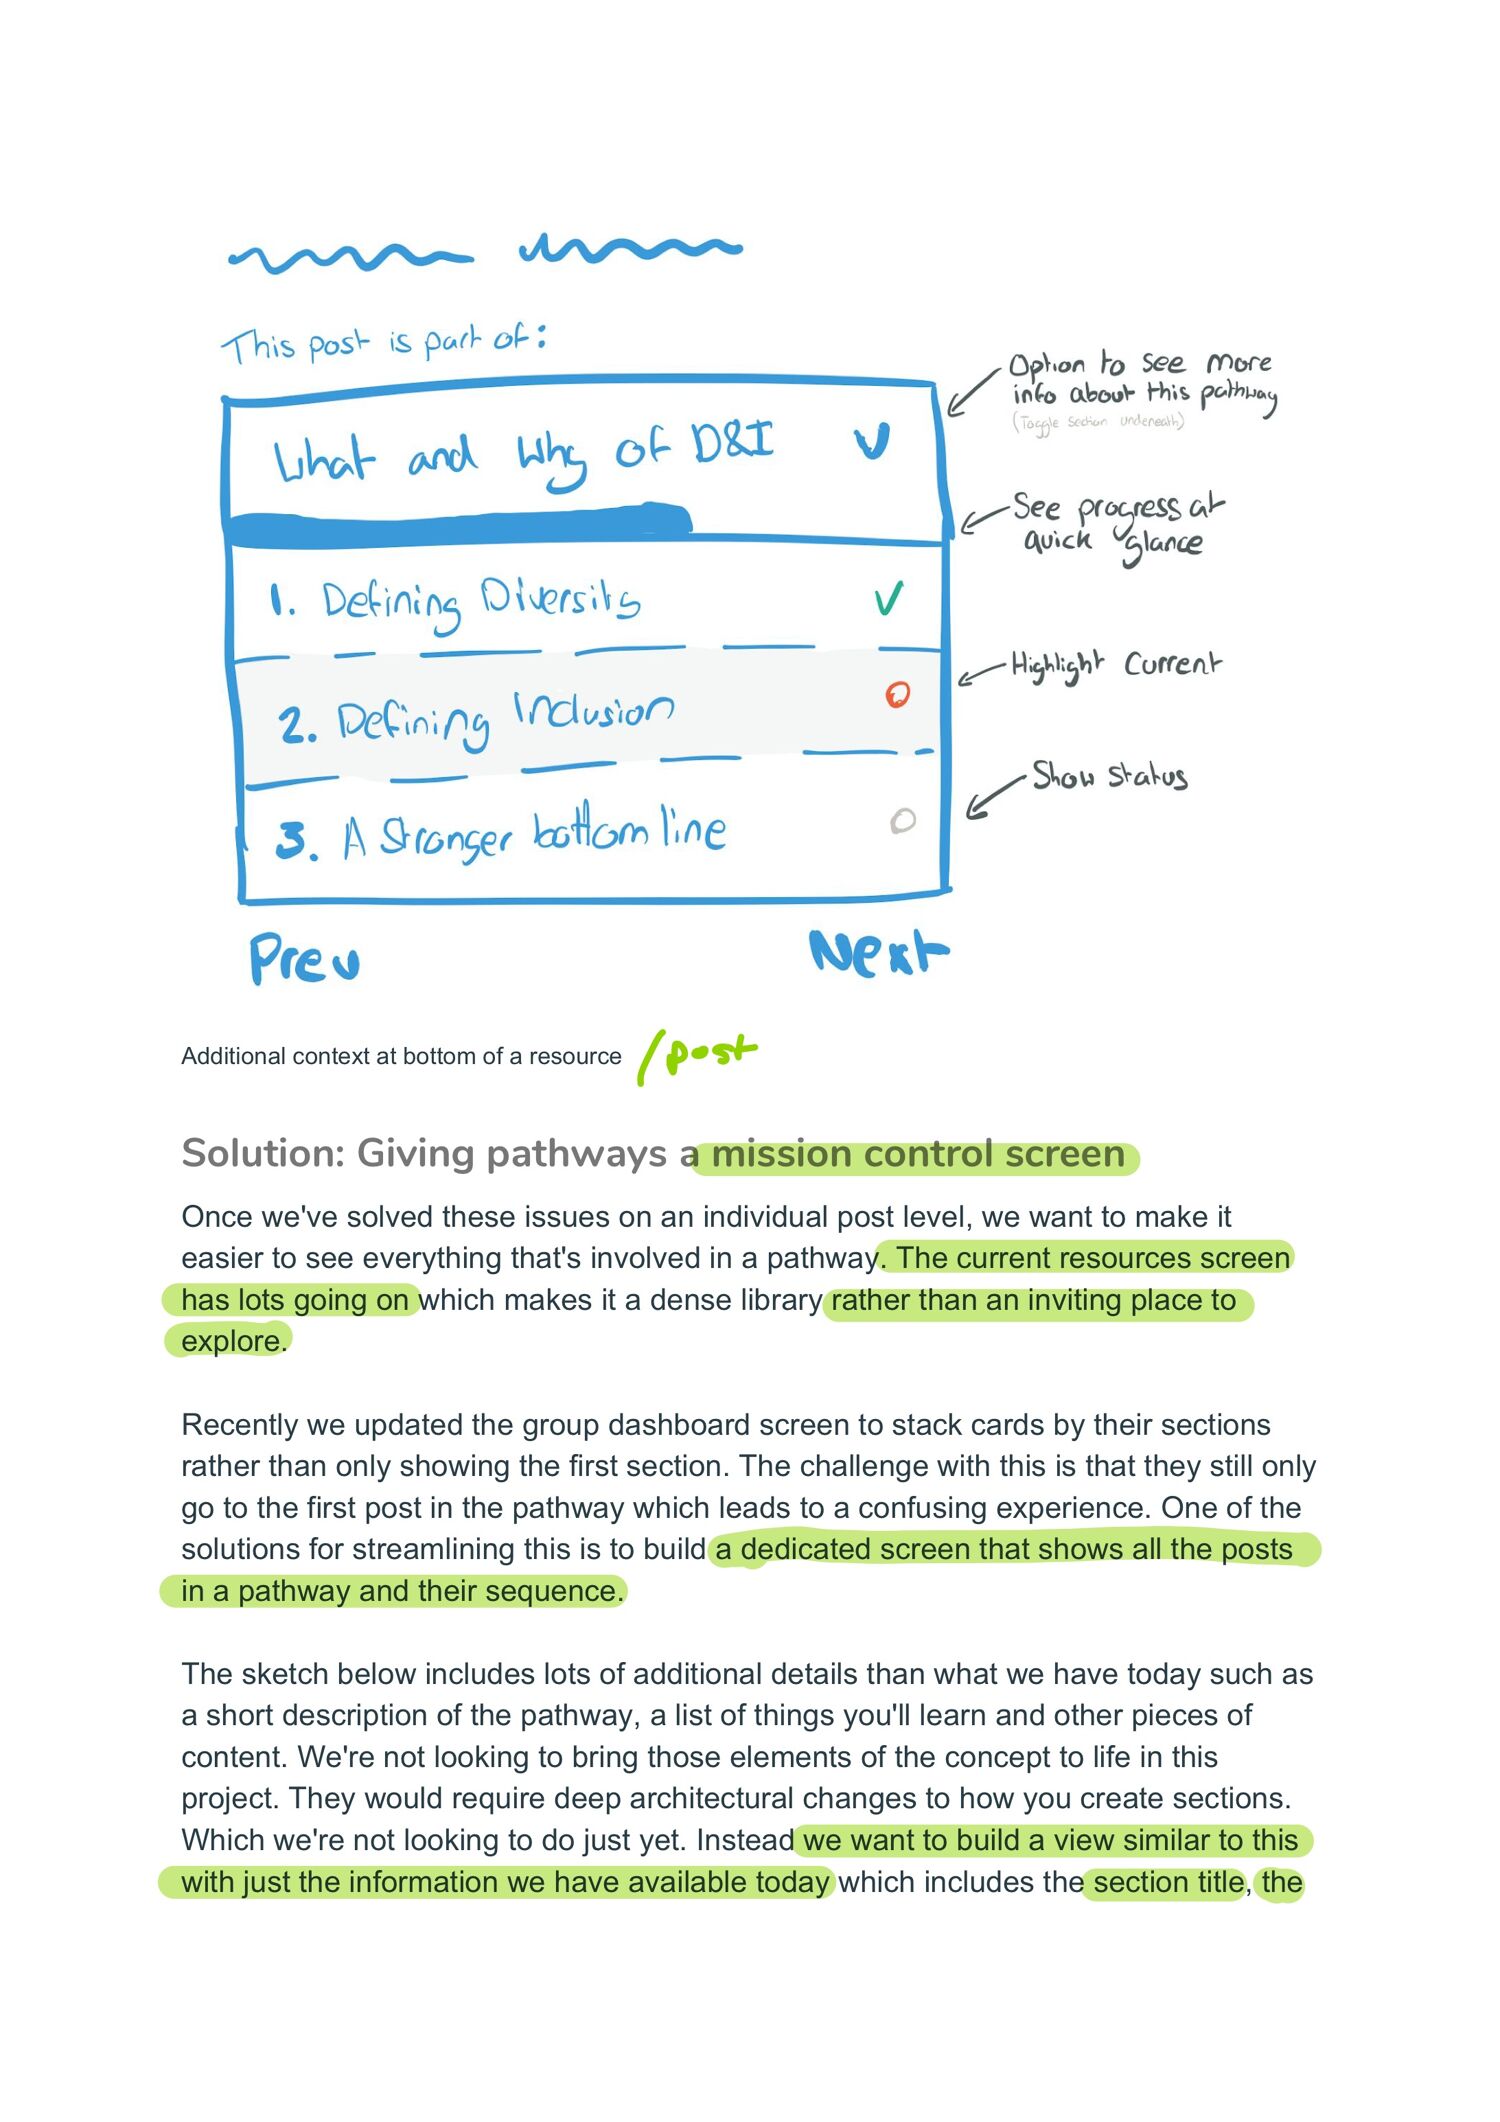 This post is part of:
Option to see more
info about this pathway
(Toggle Section Underneath)
What and Why of D&I
See progress at
quick glance
1. Defining Diversity
Highlight Current
2. Defining Inclusion
Show status
3. A Stronger bottom line
Prev Next
Additional context at bottom of a resource /post
Solution: Giving pathways a mission control screen
Once we've solved these issues on an individual post level, we want to make it
easier to see everything that's involved in a pathway. The current resources screen
has lots going on which makes it a dense library rather than an inviting place to
explore.
Recently we updated the group dashboard screen to stack cards by their sections
rather than only showing the first section. The challenge with this is that they still only
go to the first post in the pathway which leads to a confusing experience. One of the
solutions for streamlining this is to build a dedicated screen that shows all the posts
in a pathway and their sequence.
The sketch below includes lots of additional details than what we have today such as
a short description of the pathway, a list of things you'll learn and other pieces of
content. We're not looking to bring those elements of the concept to life in this
project. They would require deep architectural changes to how you create sections.
Which we're not looking to do just yet. Instead we want to build a view similar to this
with just the information we have available today which includes the section title, the